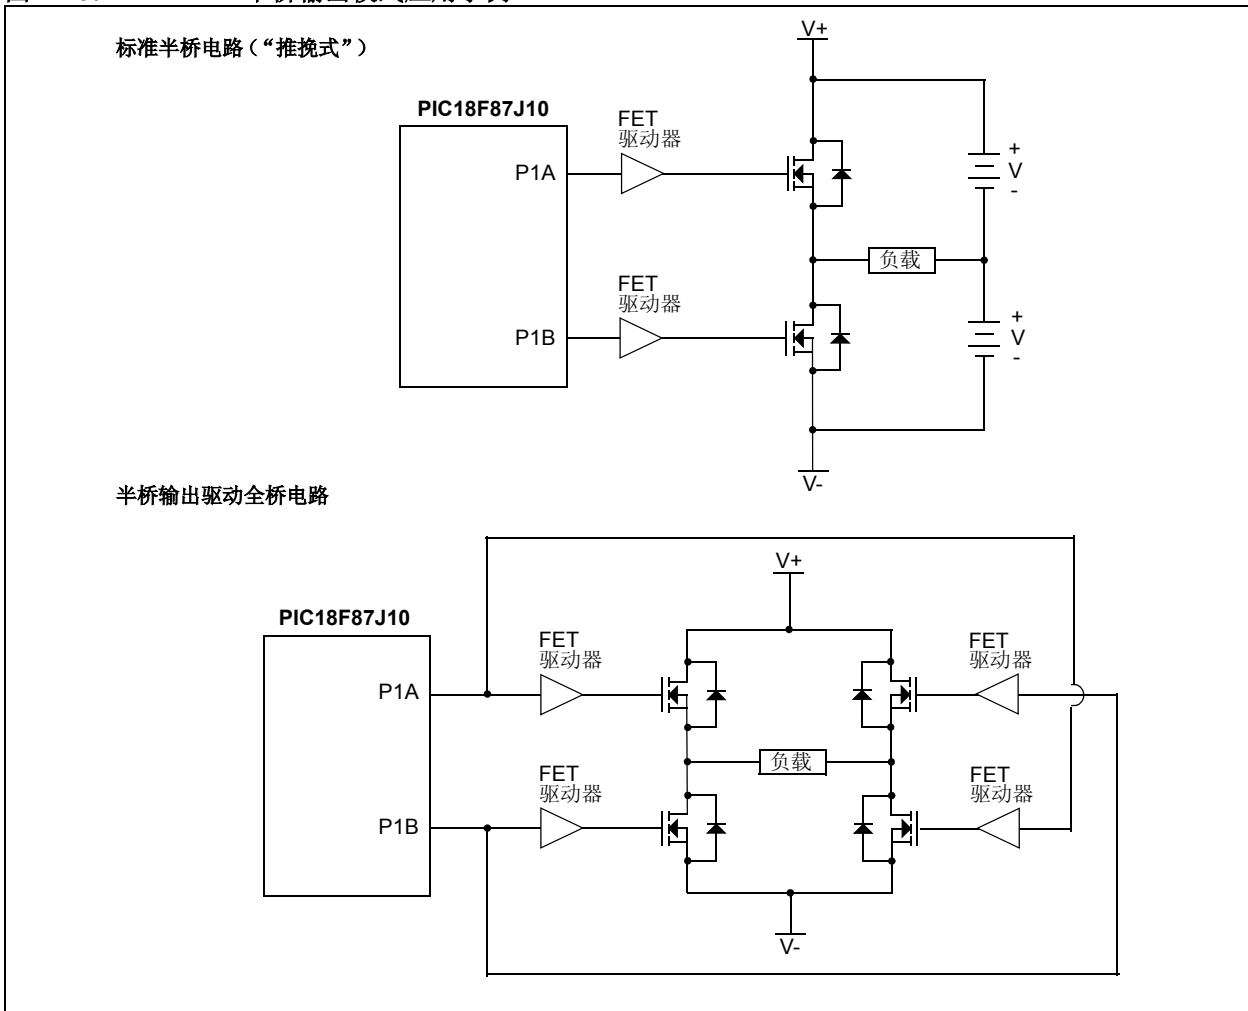 标准半桥电路（“推挽式”）
V+
PIC18F87J10
FET
驱动器
P1A
+
V
-
负载
FET
驱动器
P1B
+
V
-
V-
半桥输出驱动全桥电路
V+
PIC18F87J10
FET
驱动器
FET
驱动器
P1A
负载
FET
驱动器
FET
驱动器
P1B
V-